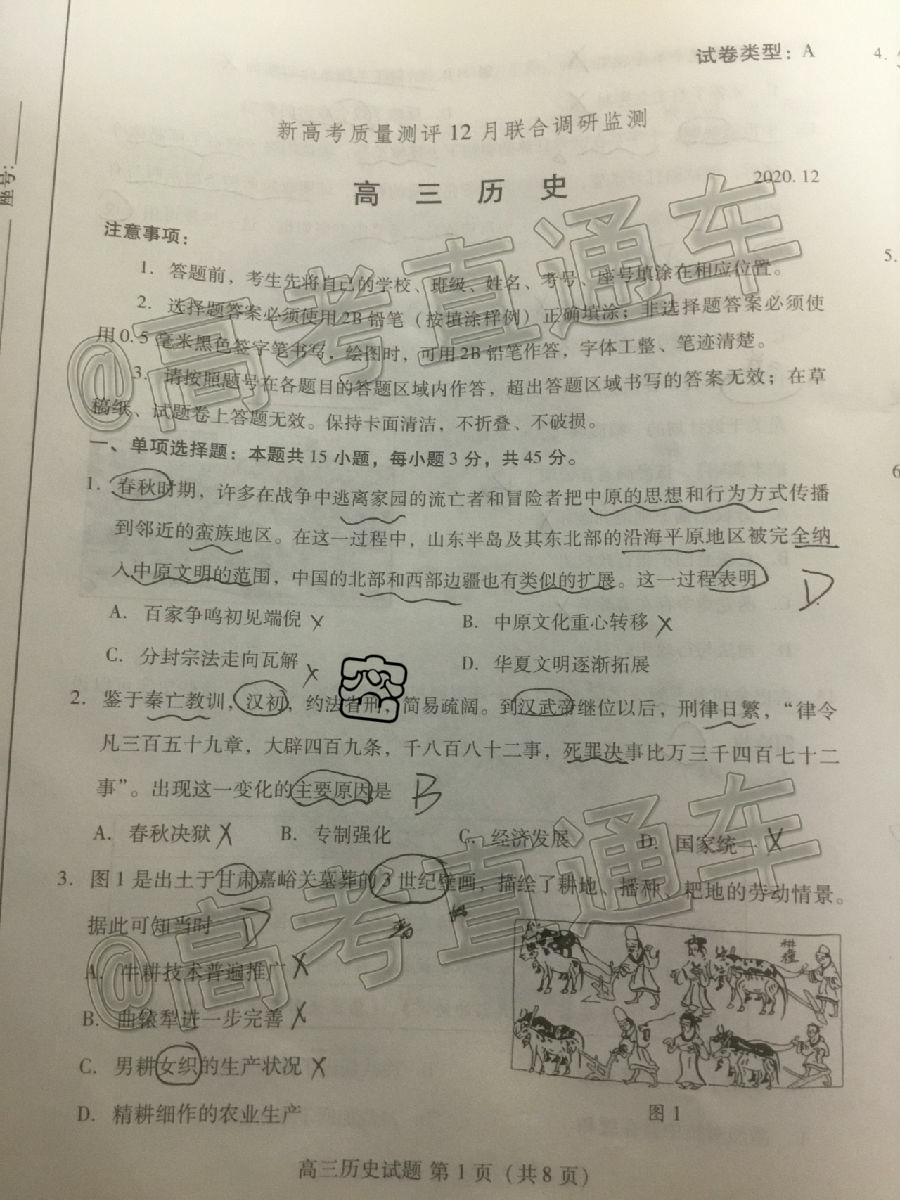 试卷类型：A
新高考质量测评12月联合调研监测
2020.12
高三历史
注意事项：
1. 答题前，考生先将自己的学校、班级、姓名、考号、座号填涂在相应位置。
2. 选择题答案必须使用2B铅笔（按填涂样例）正确填涂；非选择题答案必须使
用0.5毫米黑色签字笔书写，绘图时，可用2B铅笔作答，字体工整、笔迹清楚。
3. 请按照题号在各题目的答题区域内作答，超出答题区域书写的答案无效；在草
稿纸、试题卷上答题无效。保持卡面清洁，不折叠、不破损。
一、单项选择题：本题共15小题，每小题3分，共45分。
1. 春秋时期，许多在战争中逃离家园的流亡者和冒险者把中原的思想和行为方式传播
到邻近的蛮族地区。在这一过程中，山东半岛及其东北部的沿海平原地区被完全纳
入中原文明的范围，中国的北部和西部边疆也有类似的扩展。这一过程表明 D
A. 百家争鸣初见端倪 X B. 中原文化重心转移 X
C. 分封宗法走向瓦解 X D. 华夏文明逐渐拓展
2. 鉴于秦亡教训，汉初，约法省刑，简易疏阔。到汉武帝继位以后，刑律日繁，“律令
凡三百五十九章，大辟四百九条，千八百八十二事，死罪决事比万三千四百七十二
事”。出现这一变化的主要原因是 B
A. 春秋决狱 X B. 专制强化 C. 经济发展 D. 国家统一 X
3. 图1是出土于甘肃嘉峪关墓葬的3世纪壁画，描绘了耕地、播种、耙地的劳动情景。
据此可知当时 D
A. 牛耕技术普遍推广 X
B. 曲辕犁进一步完善 X
C. 男耕女织的生产状况 X
D. 精耕细作的农业生产
图1
高三历史试题 第1页（共8页）
座号:
4.
5.
6
@高考直通车
@高考直通车